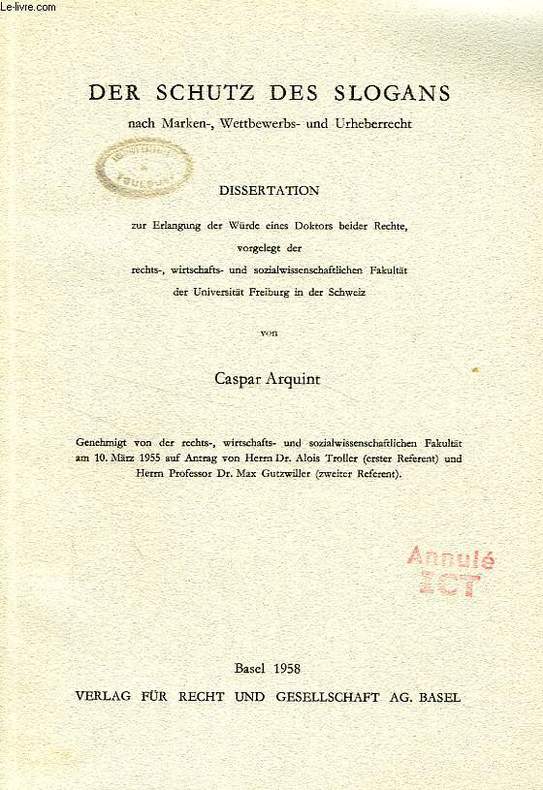 Le-livre.com
DER SCHUTZ DES SLOGANS
nach Marken-, Wettbewerbs- und Urheberrecht
DISSERTATION
zur Erlangung der Würde eines Doktors beider Rechte,
vorgelegt der
rechts-, wirtschafts- und sozialwissenschaftlichen Fakultät
der Universität Freiburg in der Schweiz
von
Caspar Arquint
Genehmigt von der rechts-, wirtschafts- und sozialwissenschaftlichen Fakultät
am 10. März 1955 auf Antrag von Herrn Dr. Alois Troller (erster Referent) und
Herrn Professor Dr. Max Gutzwiller (zweiter Referent).
Annulé
ICT
Basel 1958
VERLAG FÜR RECHT UND GESELLSCHAFT AG. BASEL